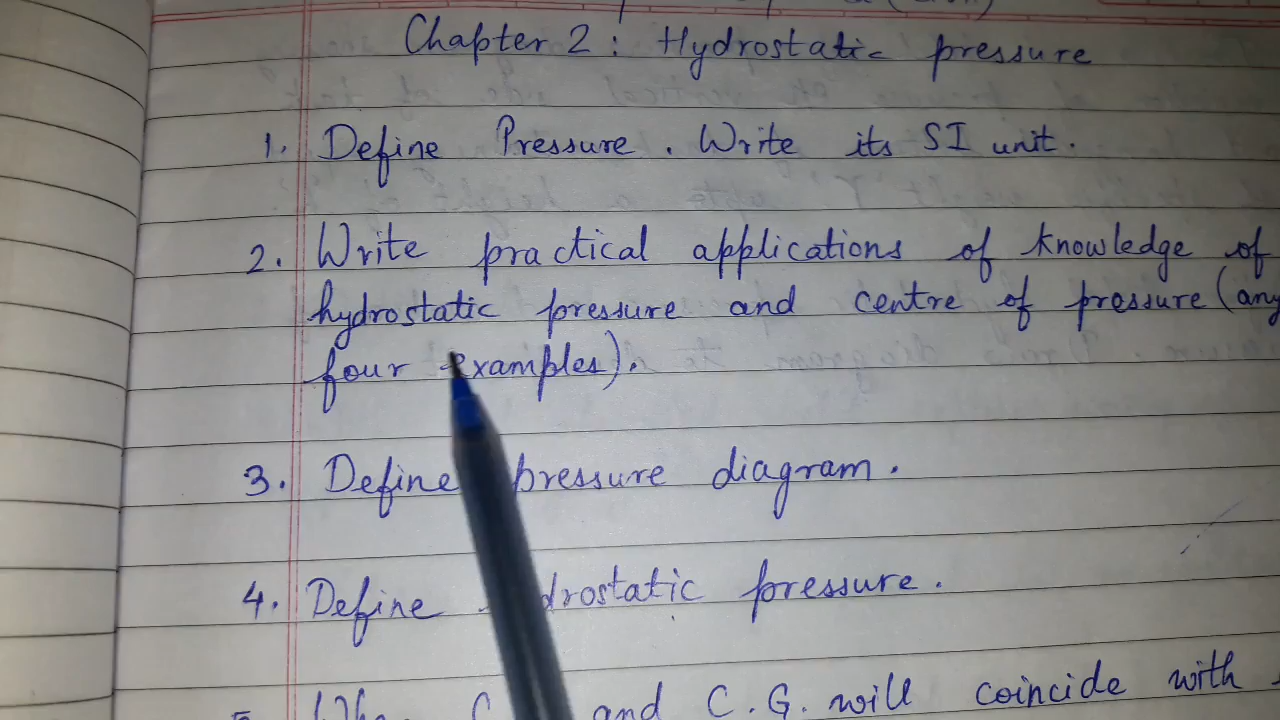 Chapter 2 : Hydrostatic pressure
1. Define Pressure. Write its SI unit.
2. Write practical applications of knowledge of
hydrostatic pressure and centre of pressure (any
four examples).
3. Define pressure diagram.
4. Define drostatic pressure.
and C.G. will coincide with